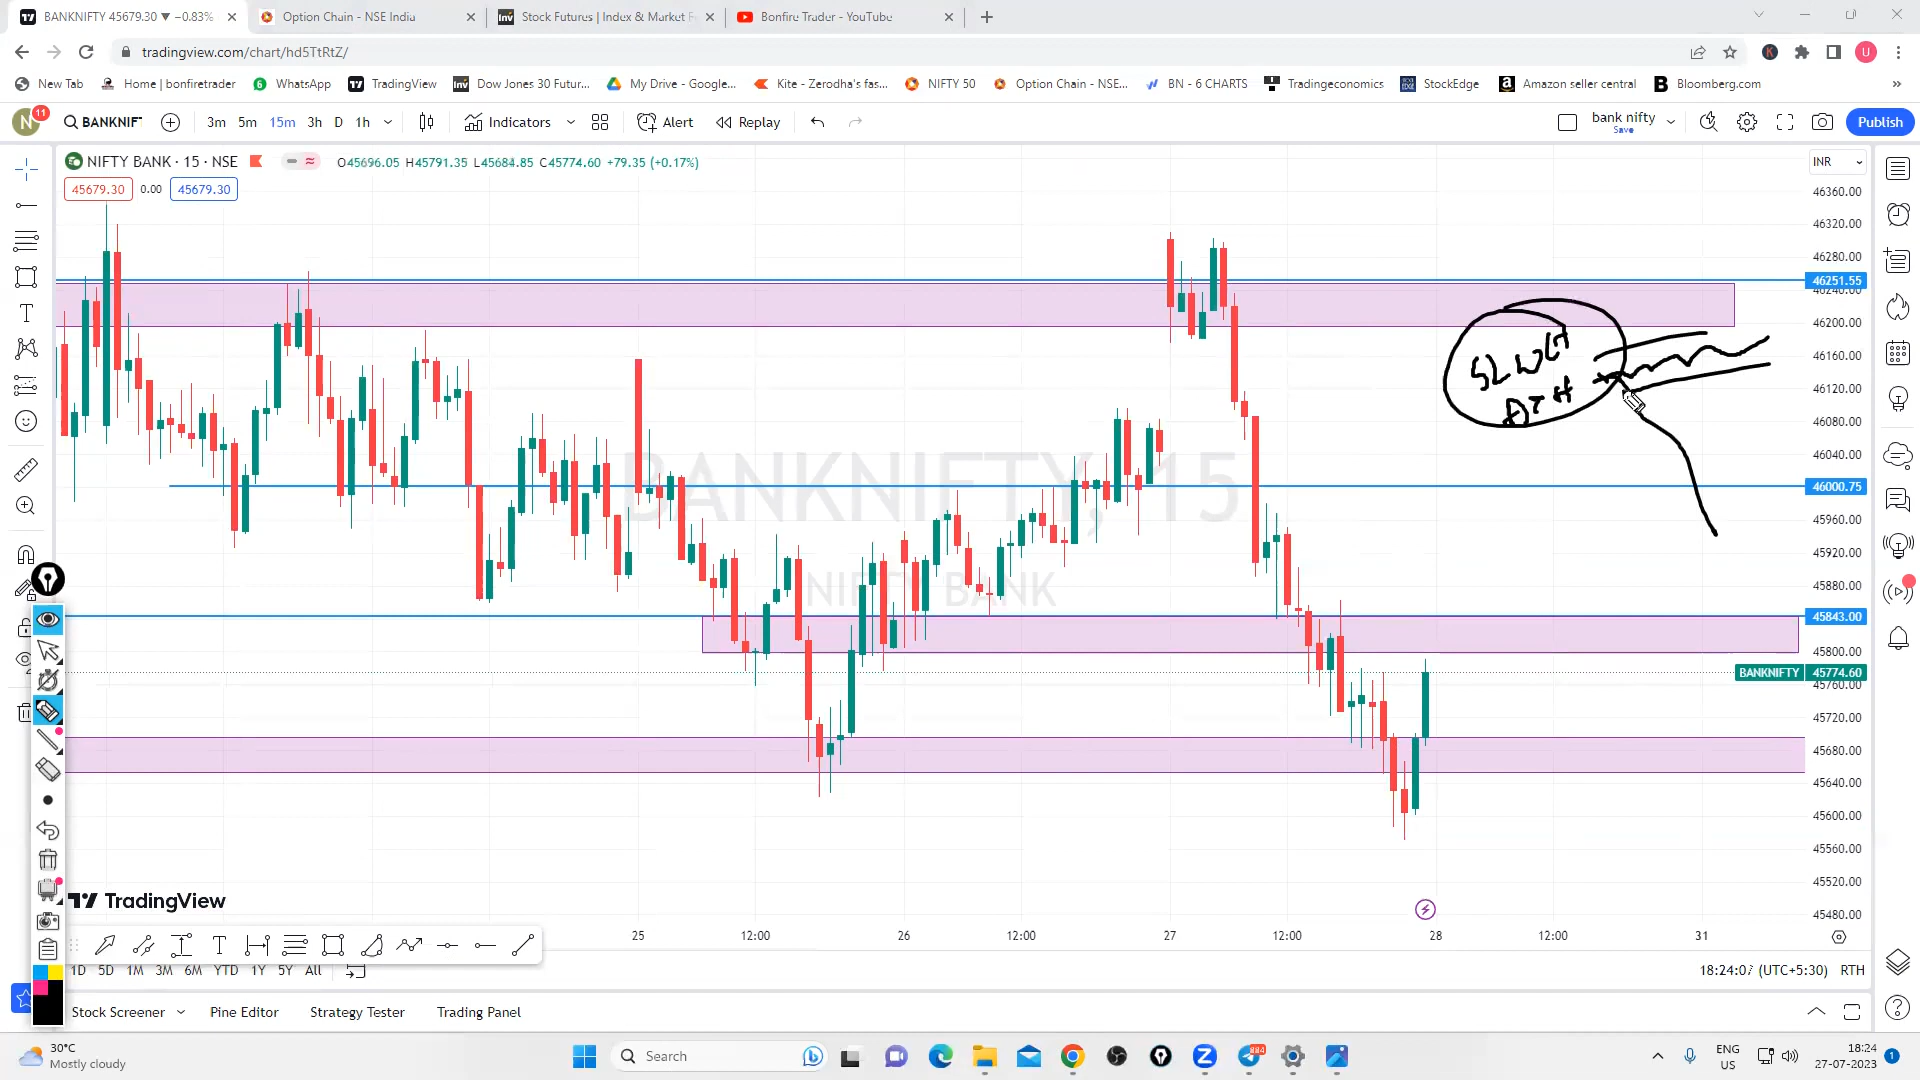 BANKNIFTY 45679.30 ▼ −0.83%
Option Chain - NSE India
Stock Futures | Index & Market F
Bonfire Trader - YouTube
tradingview.com/chart/hd5TtRtZ/
U
New Tab
Home | bonfiretrader
WhatsApp
TradingView
Dow Jones 30 Futur...
My Drive - Google...
Kite - Zerodha's fas...
NIFTY 50
Option Chain - NSE...
BN - 6 CHARTS
Tradingeconomics
StockEdge
Amazon seller central
Bloomberg.com
N 11
BANKNIF
3m 5m 15m 3h D 1h
Indicators
Alert
Replay
bank nifty
Save
Publish
NIFTY BANK · 15 · NSE
O45696.05 H45791.35 L45684.85 C45774.60 +79.35 (+0.17%)
45679.30 0.00 45679.30
INR
46360.00
46320.00
46280.00
46251.55
46240.00
46200.00
46160.00
46120.00
46080.00
46040.00
46000.75
45960.00
45920.00
45880.00
45843.00
45800.00
BANKNIFTY 45774.60
45760.00
45720.00
45680.00
45640.00
45600.00
45560.00
45520.00
45480.00
BANKNIFTY, 15
NIFTY BANK
TradingView
25 12:00 26 12:00 27 12:00 28 12:00 31
1D 5D 1M 3M 6M YTD 1Y 5Y All
18:24:07 (UTC+5:30) RTH
Stock Screener
Pine Editor
Strategy Tester
Trading Panel
30°C
Mostly cloudy
Search
884
ENG
US
18:24
27-07-2023
1